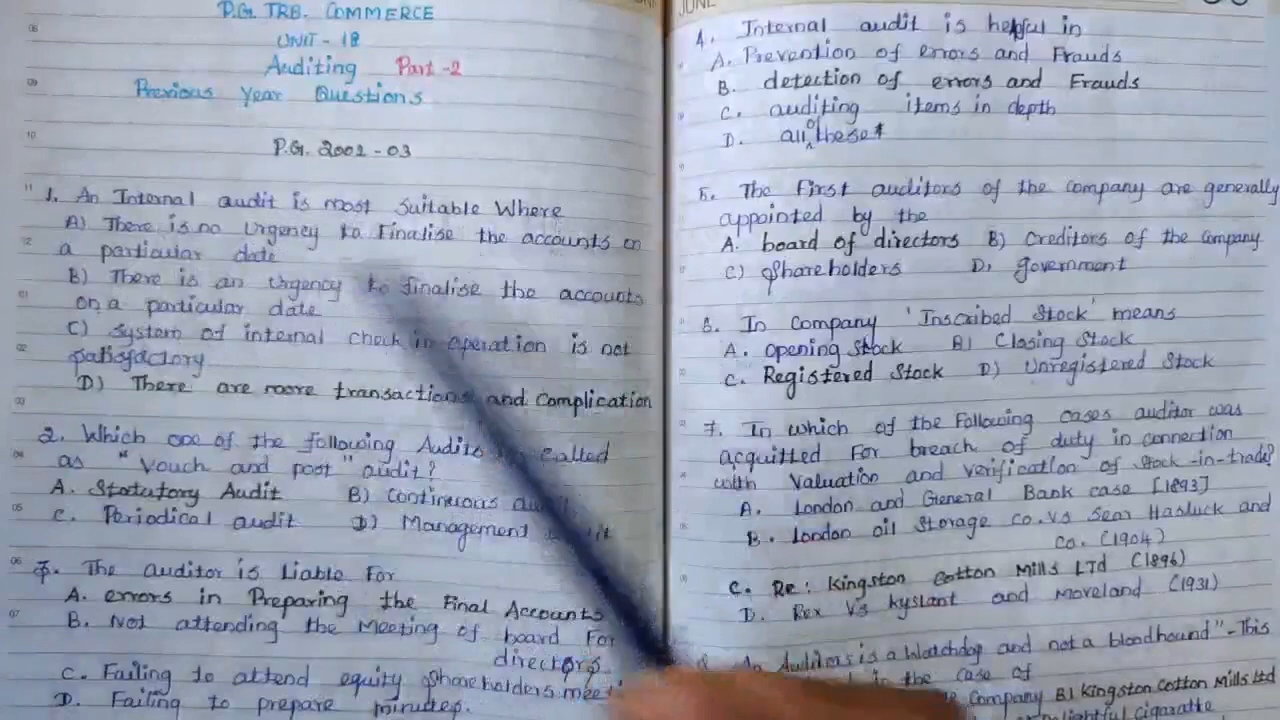 P.G. TRB. COMMERCE
UNIT - 18
Auditing Part -2
Previous Year Questions
P.G. 2002 - 03
1. An Internal audit is most Suitable Where
A) There is no Urgency to Finalise the accounts on
a particular date
B) There is an Urgency to finalise the accounts
on a particular date
C) System of internal check in operation is not
Satisfactory
D) There are more transactions and Complication
2. Which one of the following Audits called
as "Vouch and post" audit?
A. Statutory Audit B) Continuous
C. Periodical audit D) Management
3. The auditor is Liable For
A. errors in Preparing the Final Accounts
B. Not attending the Meeting of board For
directors.
C. Failing to attend equity Shareholders
D. Failing to prepare minutes.
JUNE
4. Internal audit is helpful in
A. Prevention of errors and Frauds
B. detection of errors and Frauds
C. auditing items in depth
D. all of these*
5. The First auditors of the Company are generally
appointed by the
A. board of directors B) Creditors of the Company
C) Shareholders D. government
6. In Company 'Inscribed Stock' means
A. Opening Stock B) Closing Stock
C. Registered Stock D) Unregistered Stock
7. In which of the Following cases auditor was
acquitted For breach of duty in connection
with Valuation and verification of Stock-in-trade?
A. London and General Bank case [1893]
B. London oil Storage co. Vs Sear Hasluck and
Co. (1904)
C. Re: Kingston Cotton Mills LTD (1896)
D. Rex Vs Kyslant and Moreland (1931)
Auditor is a Watchdog and not a bloodhound" - This
in the case of
Company B) Kingston Cotton Mills Ltd